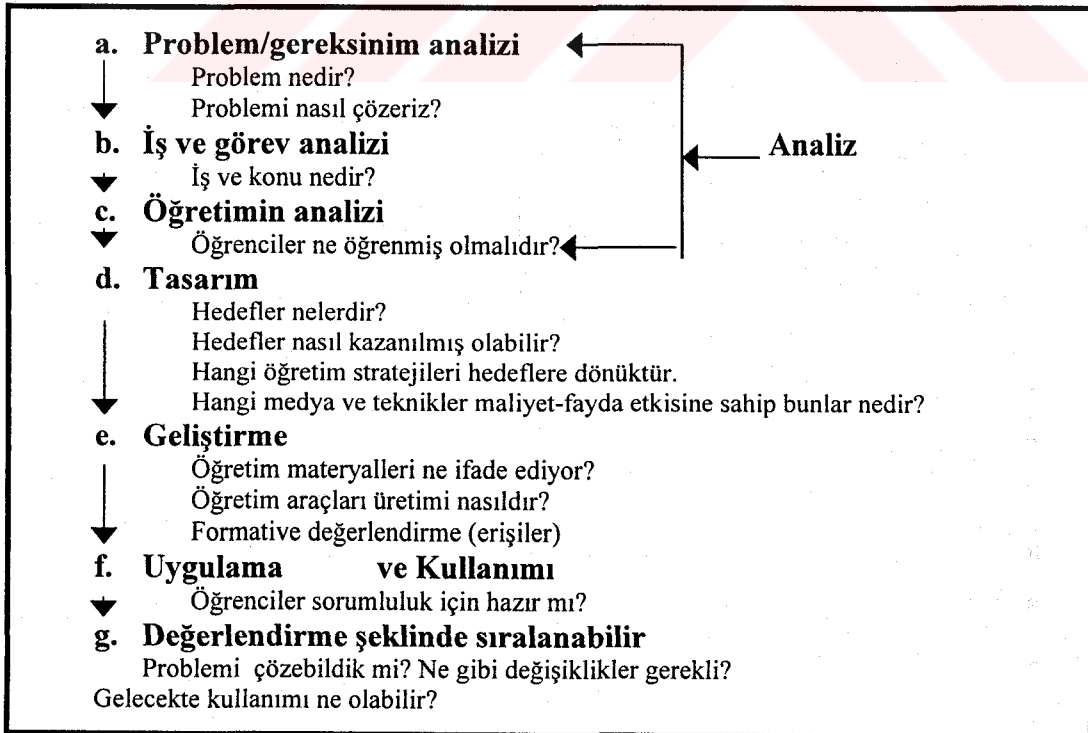 a. Problem/gereksinim analizi
Problem nedir?
Problemi nasıl çözeriz?
b. İş ve görev analizi
Analiz
İş ve konu nedir?
c. Öğretimin analizi
Öğrenciler ne öğrenmiş olmalıdır?
d. Tasarım
Hedefler nelerdir?
Hedefler nasıl kazanılmış olabilir?
Hangi öğretim stratejileri hedeflere dönüktür.
Hangi medya ve teknikler maliyet-fayda etkisine sahip bunlar nedir?
e. Geliştirme
Öğretim materyalleri ne ifade ediyor?
Öğretim araçları üretimi nasıldır?
Formative değerlendirme (erişiler)
f. Uygulama ve Kullanımı
Öğrenciler sorumluluk için hazır mı?
g. Değerlendirme şeklinde sıralanabilir
Problemi çözebildik mi? Ne gibi değişiklikler gerekli?
Gelecekte kullanımı ne olabilir?